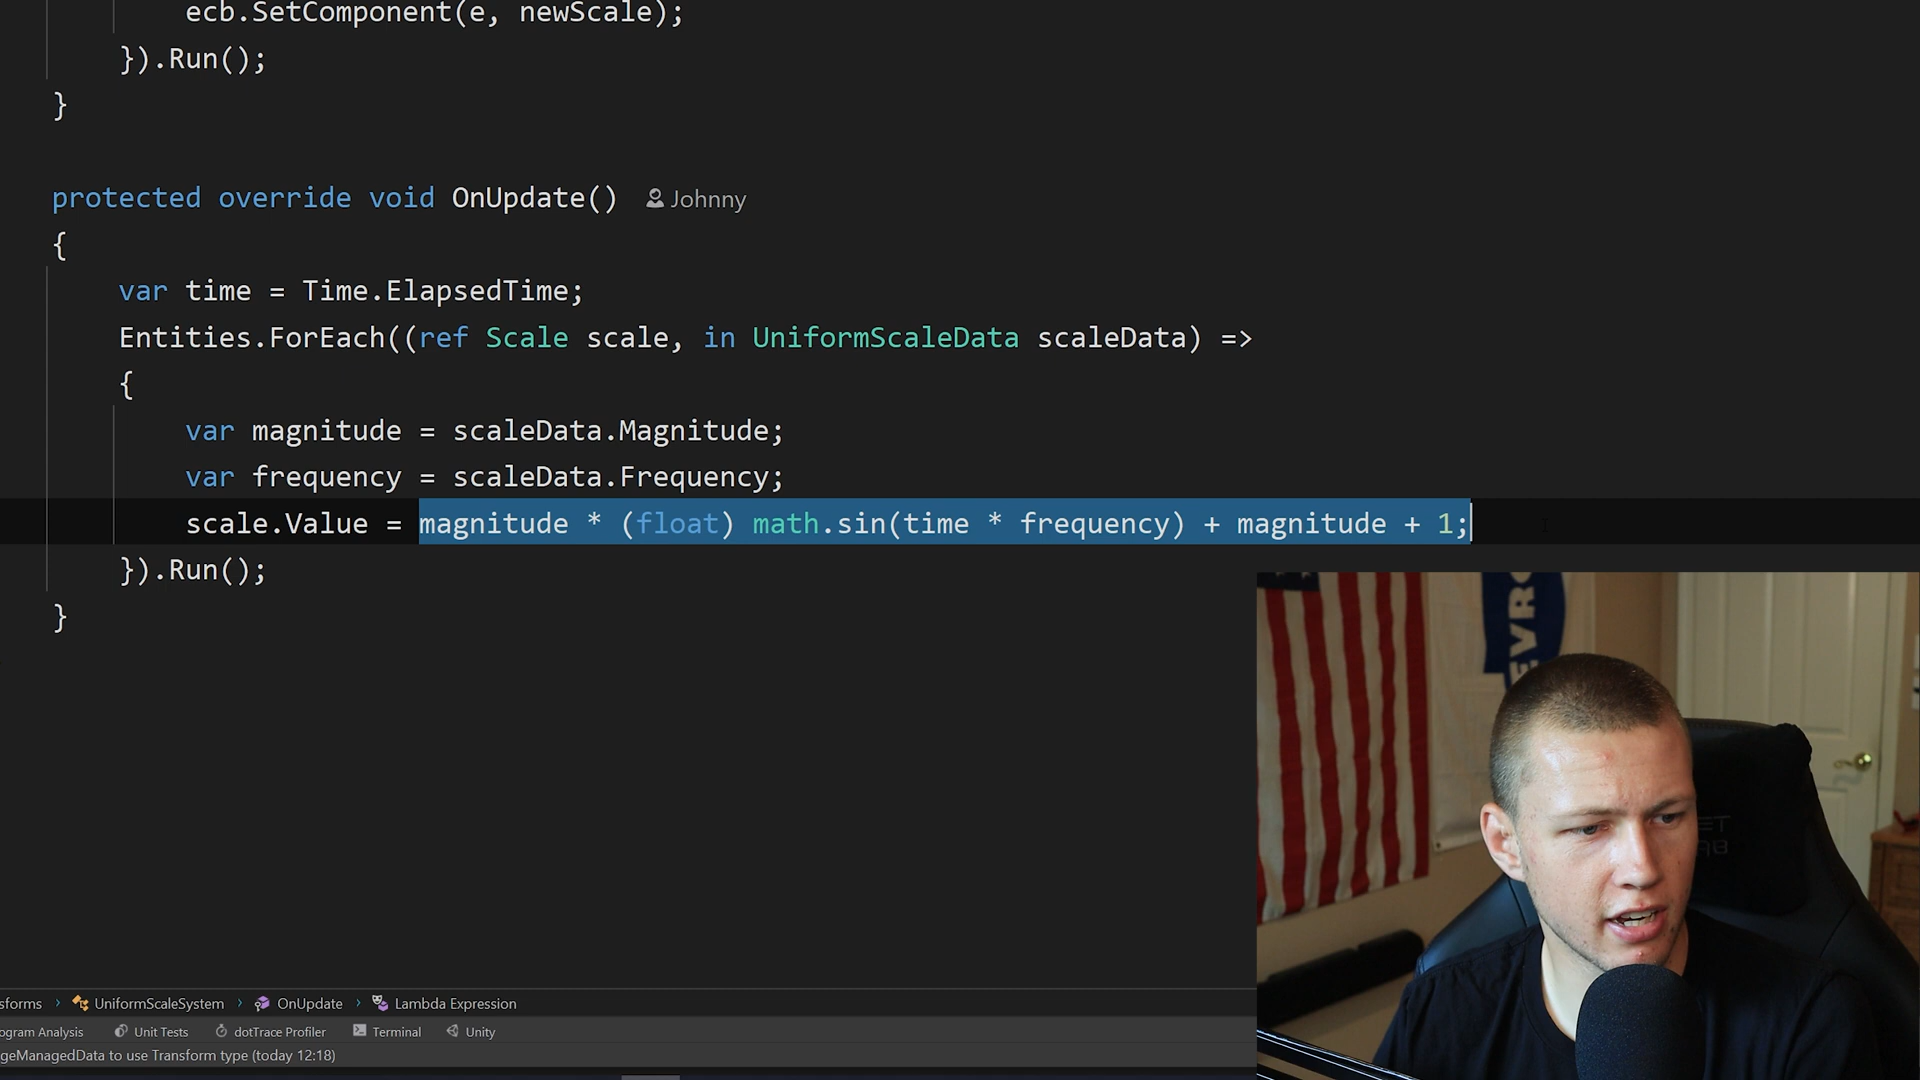 ecb.SetComponent(e, newScale);
}).Run();
}
protected override void OnUpdate() Johnny
{
var time = Time.ElapsedTime;
Entities.ForEach((ref Scale scale, in UniformScaleData scaleData) =>
{
var magnitude = scaleData.Magnitude;
var frequency = scaleData.Frequency;
scale.Value = magnitude * (float) math.sin(time * frequency) + magnitude + 1;
}).Run();
}
EVRO
sforms > UniformScaleSystem > OnUpdate > Lambda Expression
ogram Analysis Unit Tests dotTrace Profiler Terminal Unity
geManagedData to use Transform type (today 12:18)